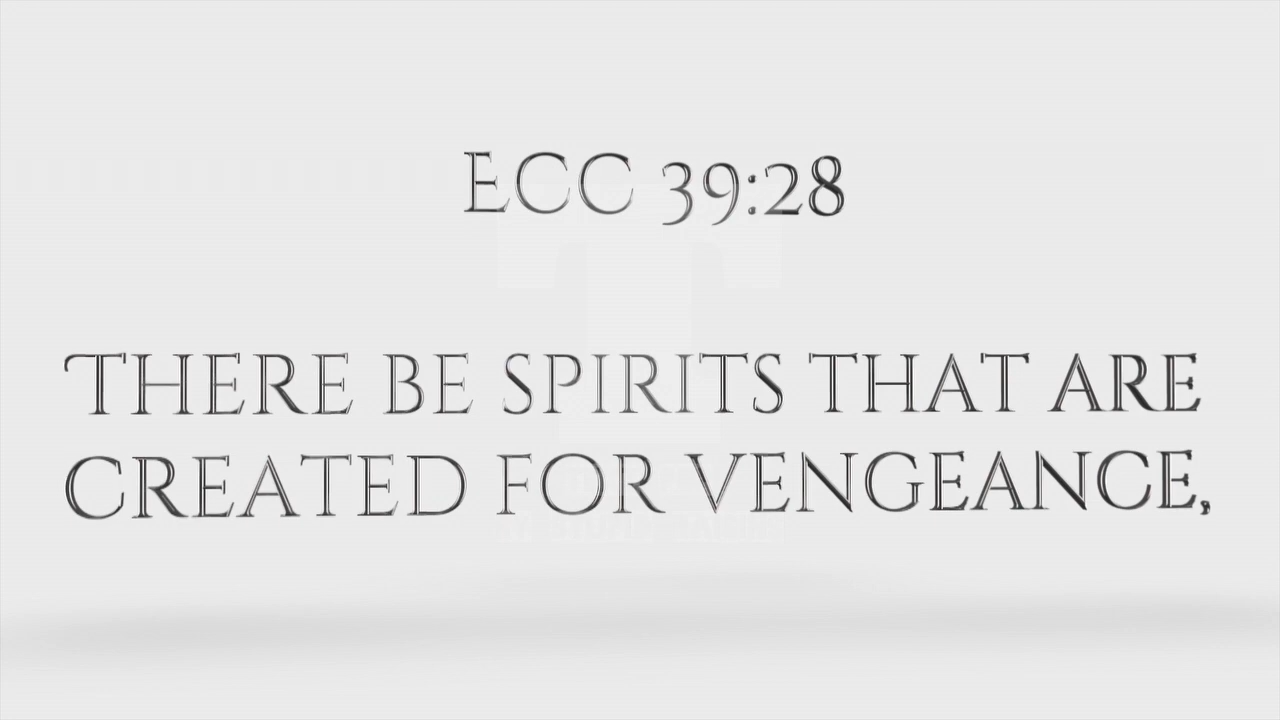 Ecc 39:28
There be spirits that are
created for vengeance,